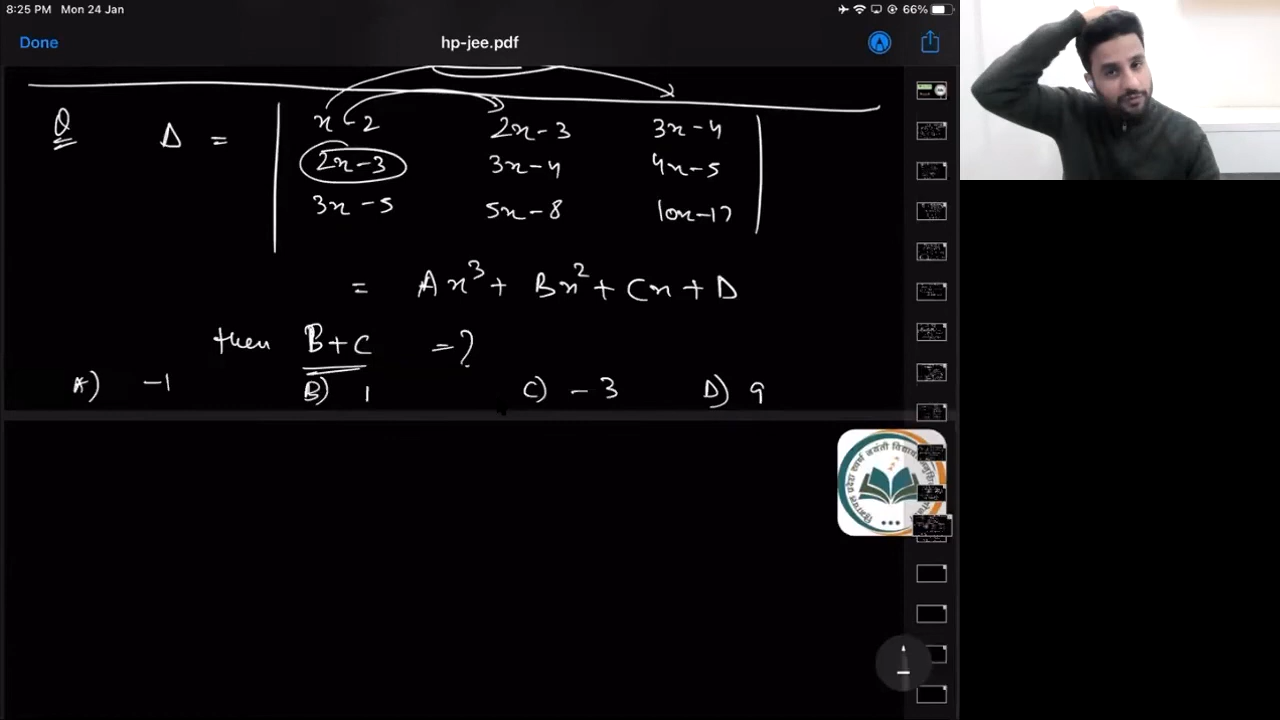 8:25 PM Mon 24 Jan
66%
Done
hp-jee.pdf
Q Δ = | x-2 2x-3 3x-4 |
| 2x-3 3x-4 4x-5 |
| 3x-5 5x-8 10x-17 |
= Ax³ + Bx² + Cx + D
then B+C =?
A) -1 B) 1 C) -3 D) 9